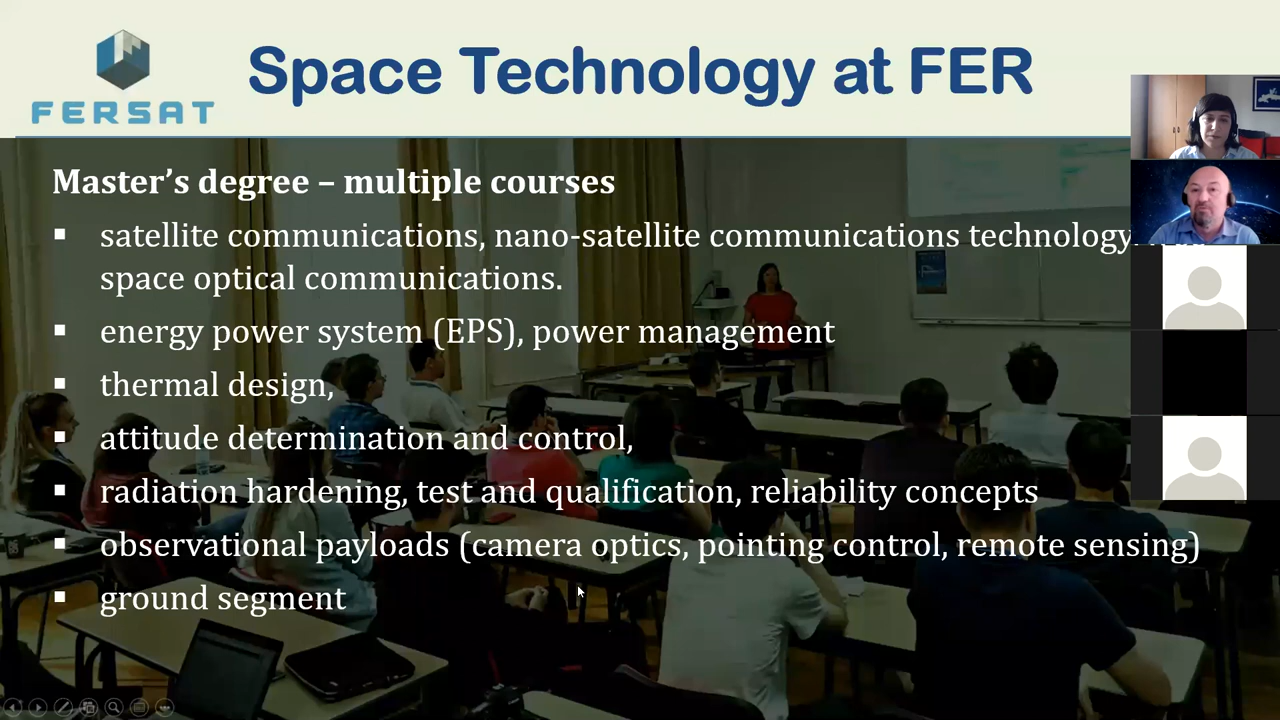 FERSAT
Space Technology at FER
Master's degree – multiple courses
▪ satellite communications, nano-satellite communications technology.
space optical communications.
▪ energy power system (EPS), power management
▪ thermal design,
▪ attitude determination and control,
▪ radiation hardening, test and qualification, reliability concepts
▪ observational payloads (camera optics, pointing control, remote sensing)
▪ ground segment